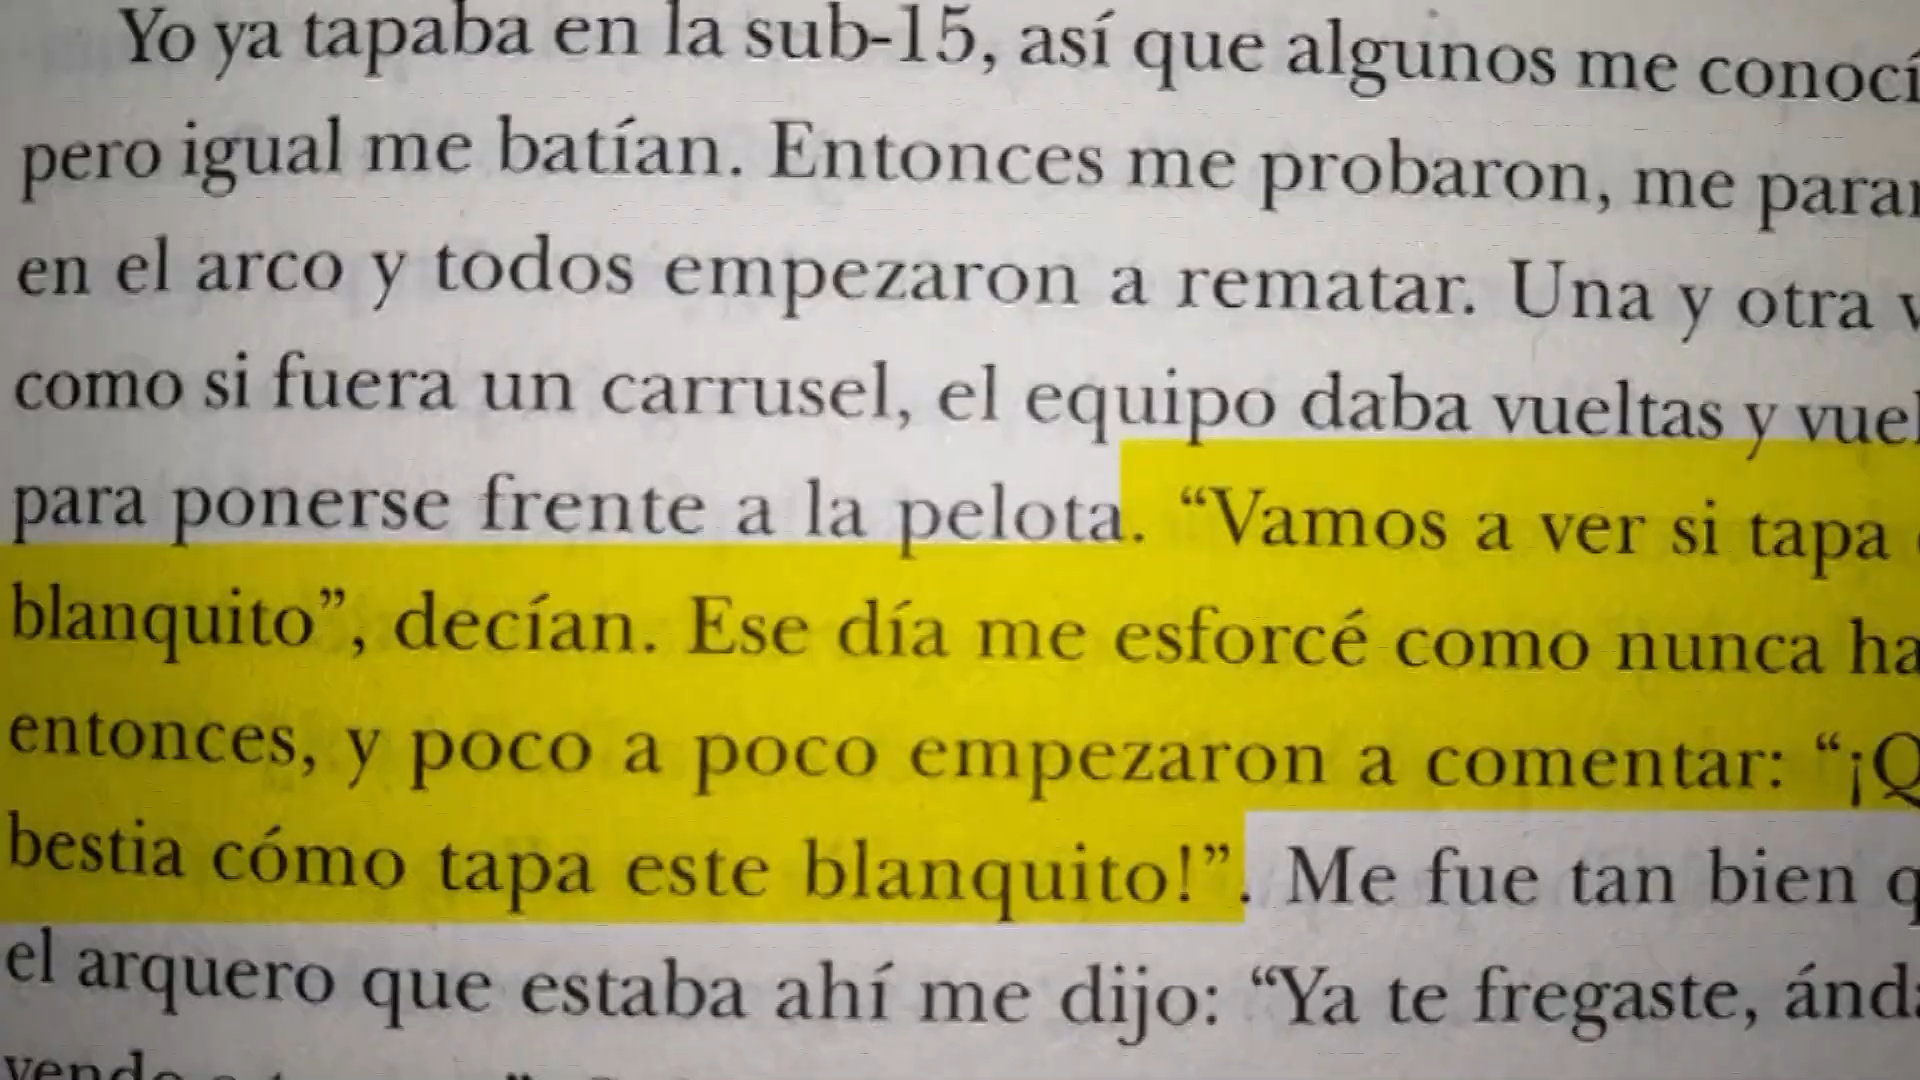 Yo ya tapaba en la sub-15, así que algunos me conocí
pero igual me batían. Entonces me probaron, me para
en el arco y todos empezaron a rematar. Una y otra
como si fuera un carrusel, el equipo daba vueltas y vuel
para ponerse frente a la pelota. “Vamos a ver si tapa
blanquito”, decían. Ese día me esforcé como nunca ha
entonces, y poco a poco empezaron a comentar: “¡Q
bestia cómo tapa este blanquito!”. Me fue tan bien q
el arquero que estaba ahí me dijo: “Ya te fregaste, ánd